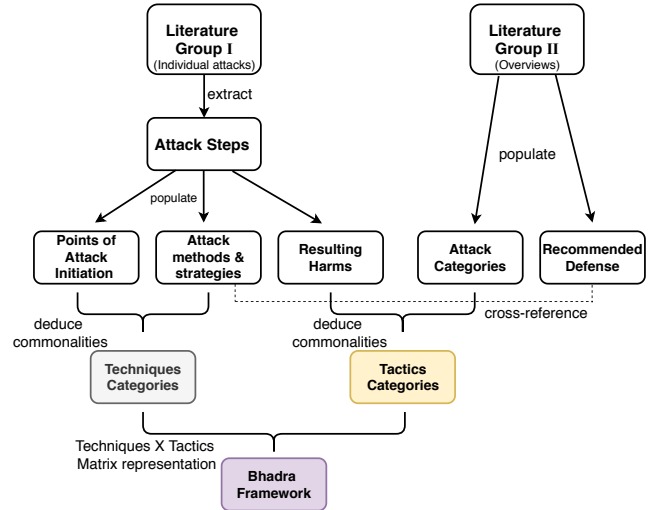 Literature
Group I
(Individual attacks)
Literature
Group II
(Overviews)
extract
Attack Steps
populate
populate
Points of
Attack
Initiation
Attack
methods &
strategies
Resulting
Harms
Attack
Categories
Recommended
Defense
cross-reference
deduce
commonalities
deduce
commonalities
Techniques
Categories
Tactics
Categories
Techniques X Tactics
Matrix representation
Bhadra
Framework